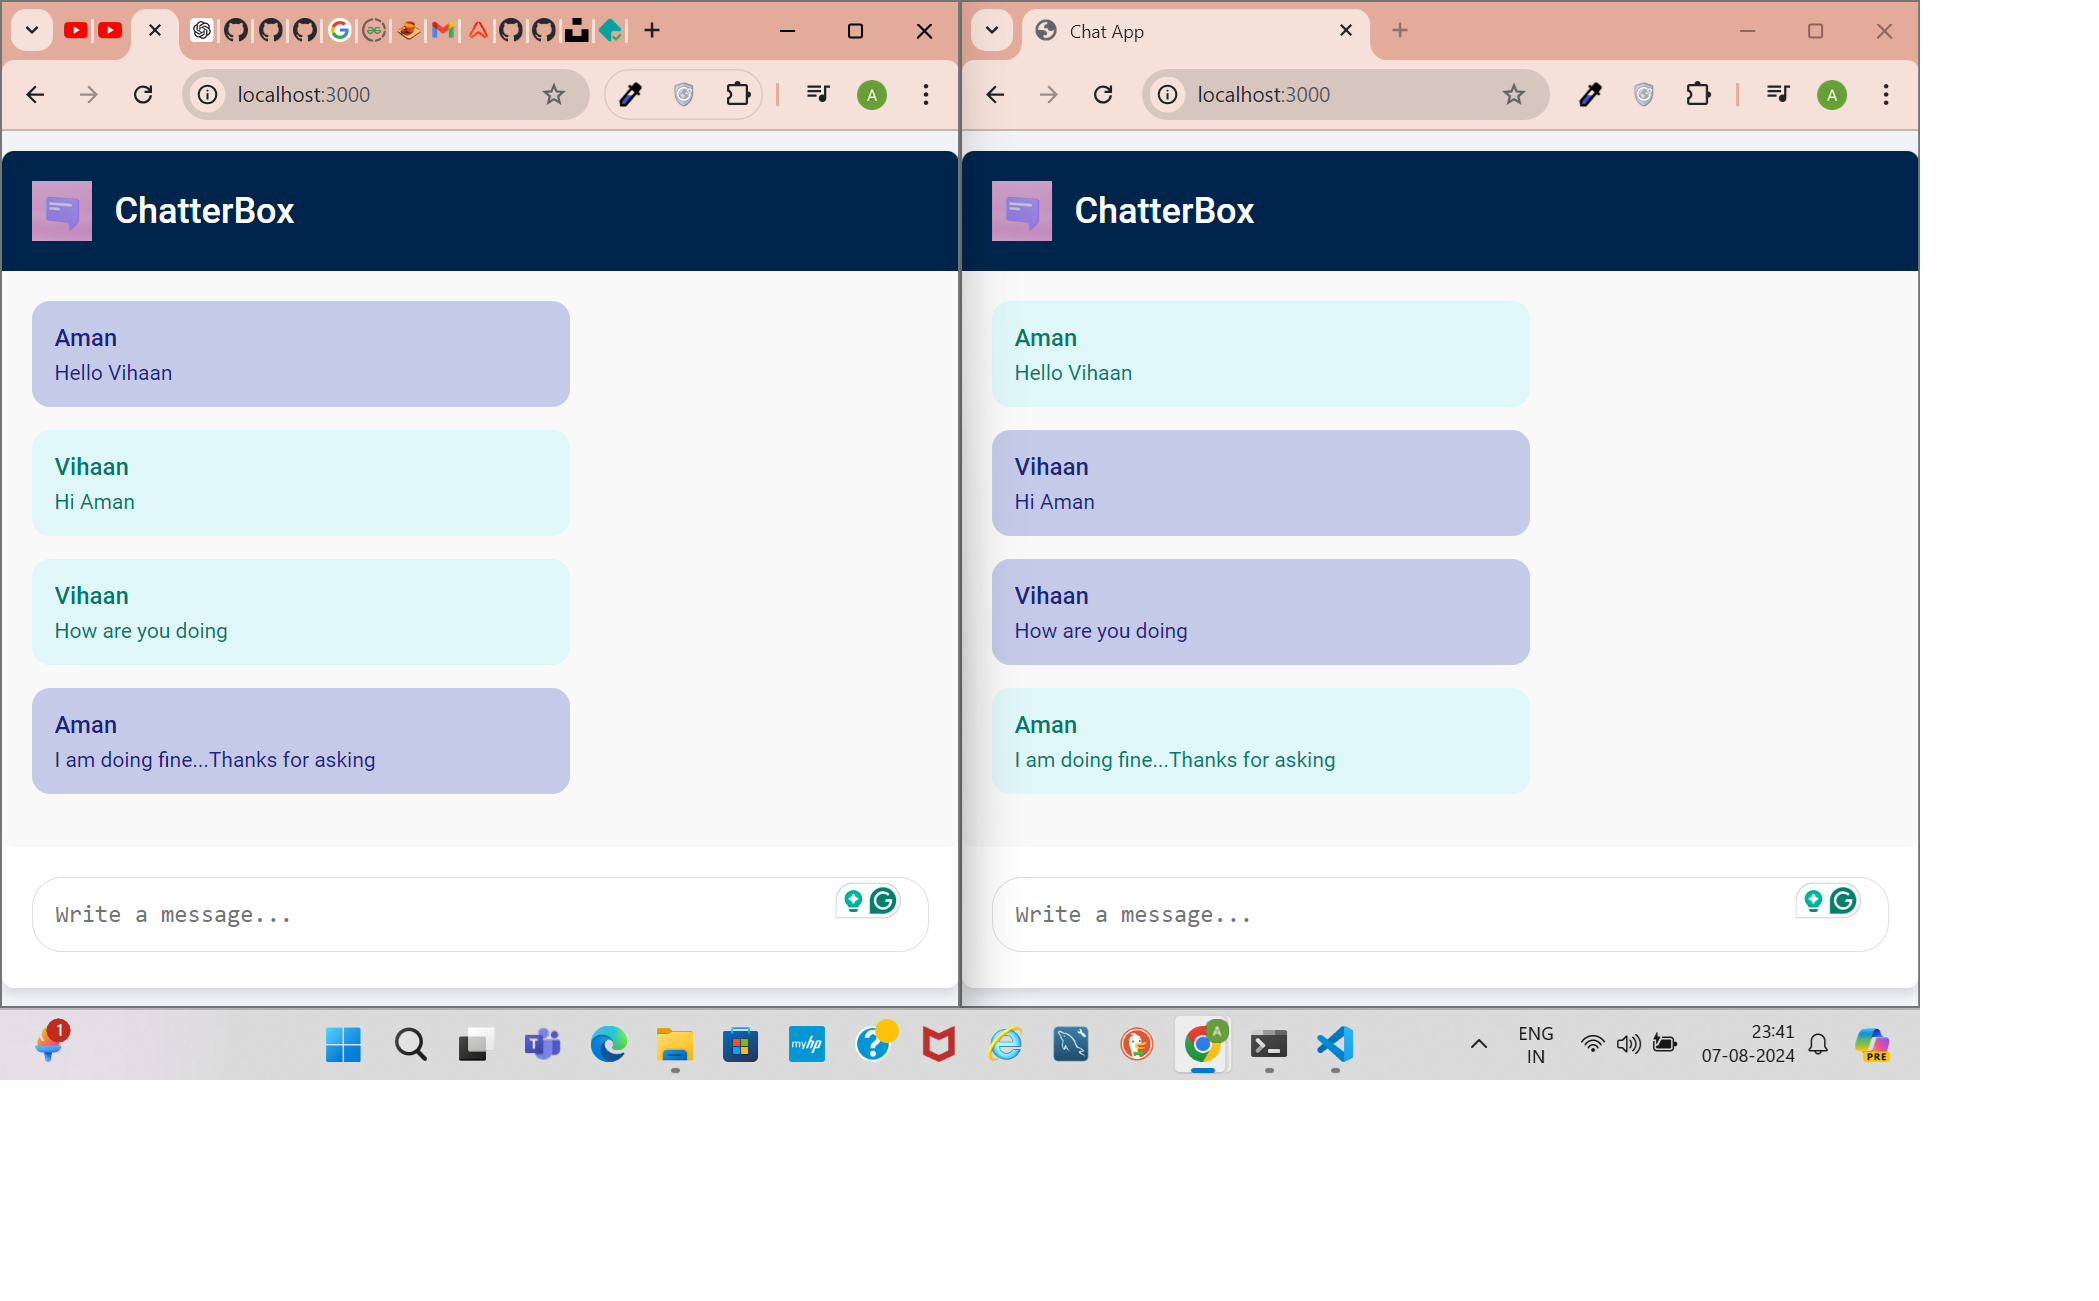 localhost:3000
A
ChatterBox
Aman
Hello Vihaan
Vihaan
Hi Aman
Vihaan
How are you doing
Aman
I am doing fine...Thanks for asking
Write a message...
Chat App
localhost:3000
A
ChatterBox
Aman
Hello Vihaan
Vihaan
Hi Aman
Vihaan
How are you doing
Aman
I am doing fine...Thanks for asking
Write a message...
1
T
myhp
?
A
ENG
IN
23:41
07-08-2024
PRE